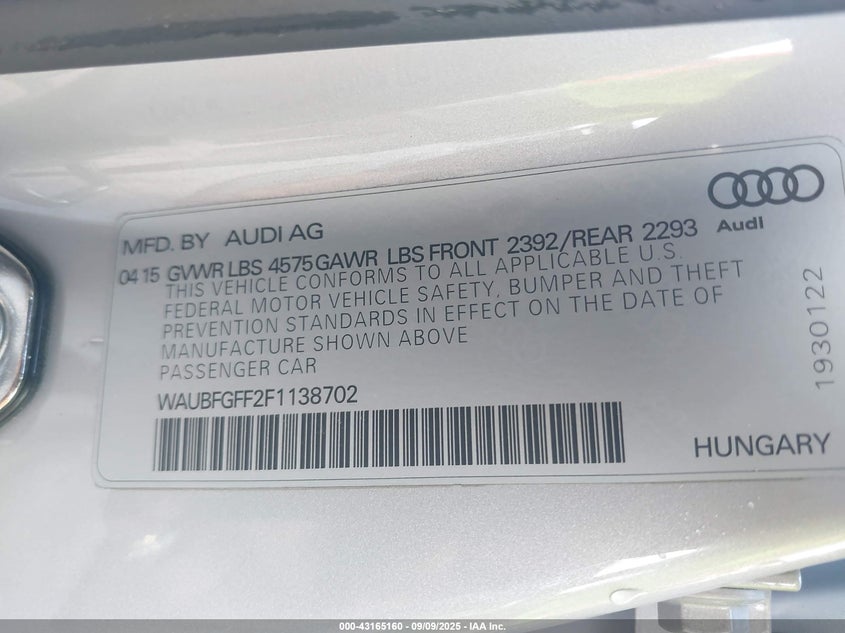 Audi
MFD. BY AUDI AG
04 15 GVWR LBS 4575 GAWR LBS FRONT 2392/REAR 2293
THIS VEHICLE CONFORMS TO ALL APPLICABLE U.S.
FEDERAL MOTOR VEHICLE SAFETY, BUMPER AND THEFT
PREVENTION STANDARDS IN EFFECT ON THE DATE OF
MANUFACTURE SHOWN ABOVE
PASSENGER CAR
WAUBFGFF2F1138702
HUNGARY
1930122
000-43165160 - 09/09/2025 - IAA Inc.